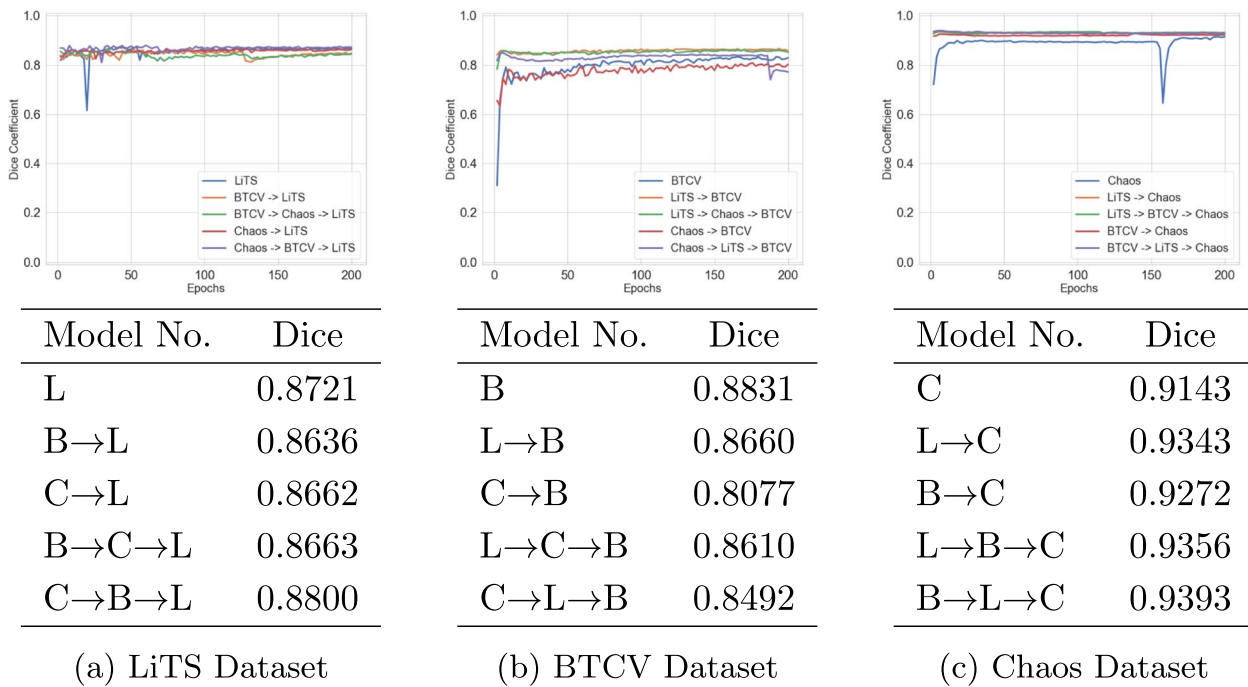 1.0
0.8
0.6
0.4
0.2
0.0
Dice Coefficient
LiTS
BTCV -> LiTS
BTCV -> Chaos -> LiTS
Chaos -> LiTS
Chaos -> BTCV -> LiTS
0 50 100 150 200
Epochs
1.0
0.8
0.6
0.4
0.2
0.0
Dice Coefficient
BTCV
LiTS -> BTCV
LiTS -> Chaos -> BTCV
Chaos -> BTCV
Chaos -> LiTS -> BTCV
0 50 100 150 200
Epochs
1.0
0.8
0.6
0.4
0.2
0.0
Dice Coefficient
Chaos
LiTS -> Chaos
LiTS -> BTCV -> Chaos
BTCV -> Chaos
BTCV -> LiTS -> Chaos
0 50 100 150 200
Epochs
Model No. Dice
L 0.8721
B→L 0.8636
C→L 0.8662
B→C→L 0.8663
C→B→L 0.8800
(a) LiTS Dataset
Model No. Dice
B 0.8831
L→B 0.8660
C→B 0.8077
L→C→B 0.8610
C→L→B 0.8492
(b) BTCV Dataset
Model No. Dice
C 0.9143
L→C 0.9343
B→C 0.9272
L→B→C 0.9356
B→L→C 0.9393
(c) Chaos Dataset